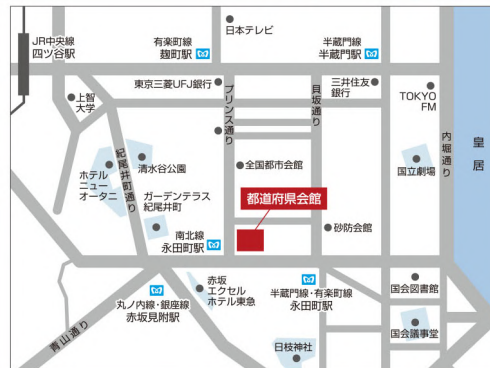 JR中央線
四ツ谷駅
有楽町線
麹町駅
日本テレビ
半蔵門線
半蔵門駅
東京三菱UFJ銀行
三井住友
銀行
TOKYO
FM
上智
大学
プリンス通り
貝坂通り
内堀通り
皇居
紀尾井町通り
清水谷公園
全国都市会館
国立劇場
ホテル
ニュー
オータニ
ガーデンテラス
紀尾井町
都道府県会館
砂防会館
南北線
永田町駅
赤坂
エクセル
ホテル東急
半蔵門線・有楽町線
永田町駅
国会図書館
丸ノ内線・銀座線
赤坂見附駅
青山通り
国会議事堂
日枝神社